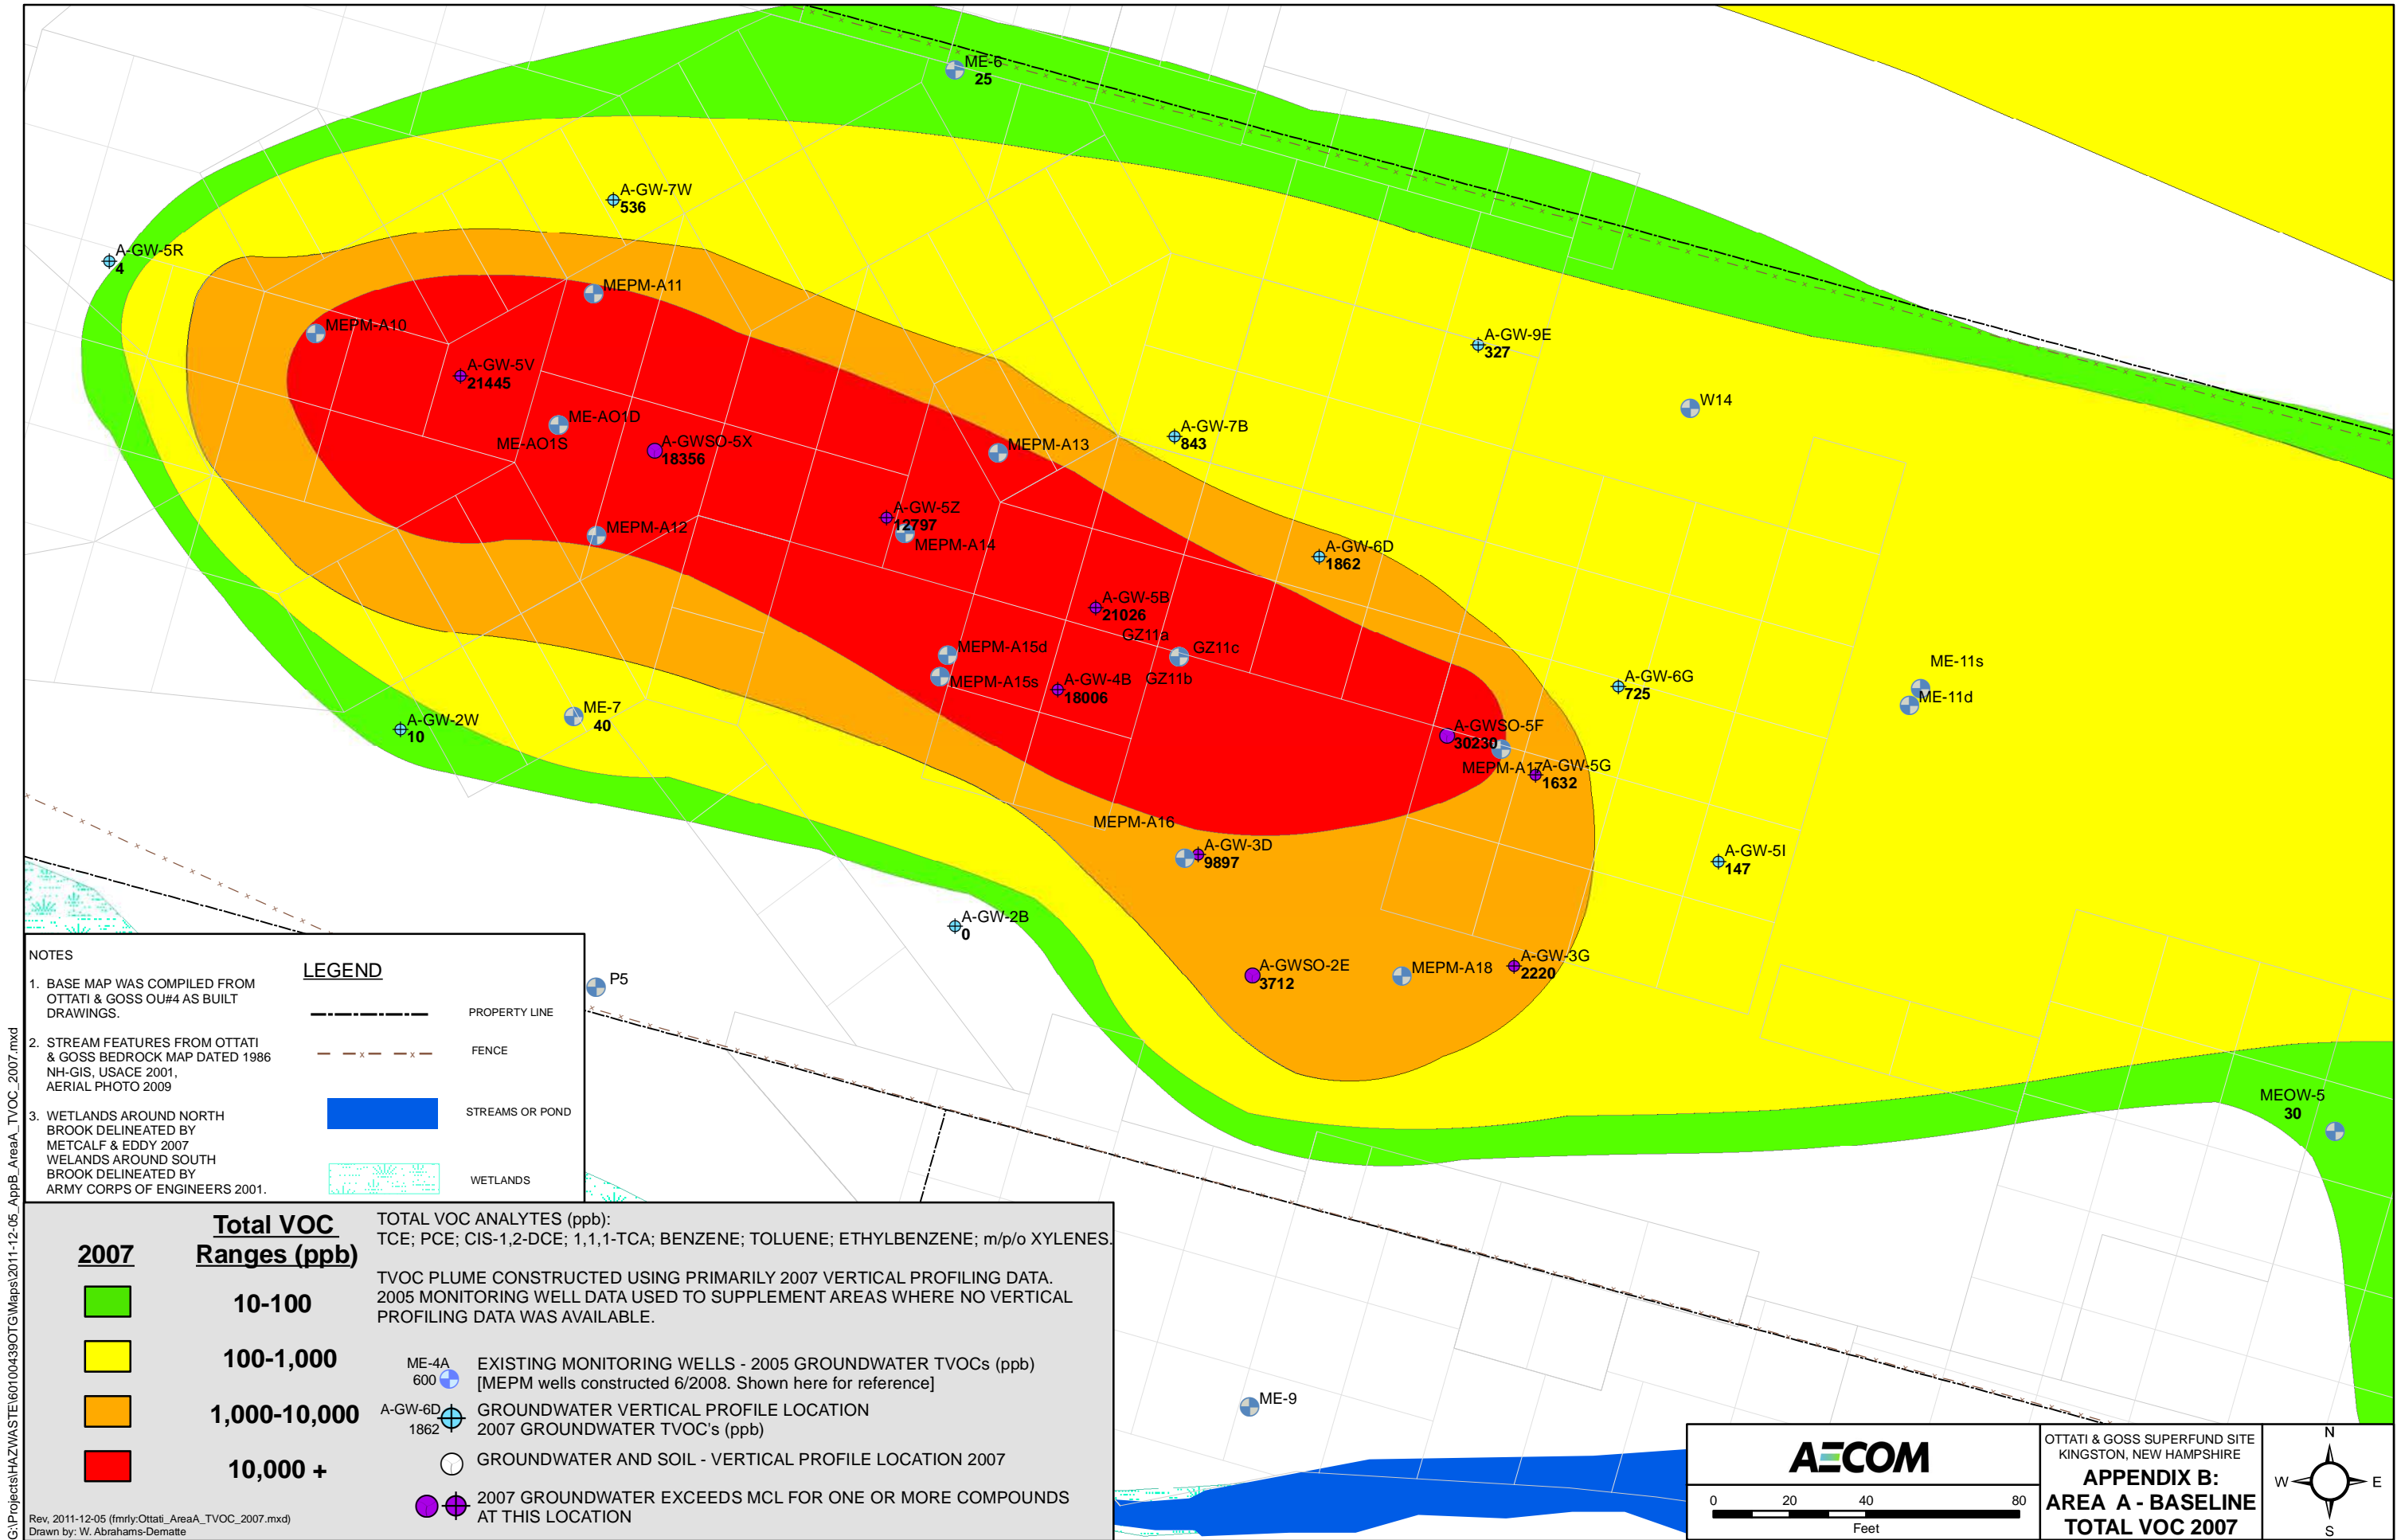 ME-6
25
A-GW-7W
536
A-GW-5R
4
MEPM-A11
MEPM-A10
A-GW-9E
327
A-GW-5V
21445
W14
ME-AO1D
ME-AO1S
A-GWSO-5X
18356
MEPM-A13
A-GW-7B
843
A-GW-5Z
12797
MEPM-A14
MEPM-A12
A-GW-6D
1862
A-GW-5B
21026
GZ11a
GZ11c
GZ11b
MEPM-A15d
MEPM-A15s
A-GW-4B
18006
ME-11s
ME-11d
A-GW-6G
725
ME-7
40
A-GW-2W
10
A-GWSO-5F
30230
MEPM-A17
A-GW-5G
1632
MEPM-A16
A-GW-3D
9897
A-GW-5I
147
A-GW-2B
0
A-GWSO-2E
3712
MEPM-A18
A-GW-3G
2220
P5
MEOW-5
30
ME-9
NOTES
1. BASE MAP WAS COMPILED FROM
OTTATI & GOSS OU#4 AS BUILT
DRAWINGS.
2. STREAM FEATURES FROM OTTATI
& GOSS BEDROCK MAP DATED 1986
NH-GIS, USACE 2001,
AERIAL PHOTO 2009
3. WETLANDS AROUND NORTH
BROOK DELINEATED BY
METCALF & EDDY 2007
WELANDS AROUND SOUTH
BROOK DELINEATED BY
ARMY CORPS OF ENGINEERS 2001.
LEGEND
PROPERTY LINE
FENCE
STREAMS OR POND
WETLANDS
2007
Total VOC
Ranges (ppb)
10-100
100-1,000
1,000-10,000
10,000 +
TOTAL VOC ANALYTES (ppb):
TCE; PCE; CIS-1,2-DCE; 1,1,1-TCA; BENZENE; TOLUENE; ETHYLBENZENE; m/p/o XYLENES.
TVOC PLUME CONSTRUCTED USING PRIMARILY 2007 VERTICAL PROFILING DATA.
2005 MONITORING WELL DATA USED TO SUPPLEMENT AREAS WHERE NO VERTICAL
PROFILING DATA WAS AVAILABLE.
ME-4A
600
EXISTING MONITORING WELLS - 2005 GROUNDWATER TVOCs (ppb)
[MEPM wells constructed 6/2008. Shown here for reference]
A-GW-6D
1862
GROUNDWATER VERTICAL PROFILE LOCATION
2007 GROUNDWATER TVOC's (ppb)
GROUNDWATER AND SOIL - VERTICAL PROFILE LOCATION 2007
2007 GROUNDWATER EXCEEDS MCL FOR ONE OR MORE COMPOUNDS
AT THIS LOCATION
Rev, 2011-12-05 (fmrly:Ottati_AreaA_TVOC_2007.mxd)
Drawn by: W. Abrahams-Dematte
G:\Projects\HAZWASTE\60100439OTG\Maps\2011-12-05_AppB_AreaA_TVOC_2007.mxd
AECOM
0 20 40 80
Feet
OTTATI & GOSS SUPERFUND SITE
KINGSTON, NEW HAMPSHIRE
APPENDIX B:
AREA A - BASELINE
TOTAL VOC 2007
N
W
E
S